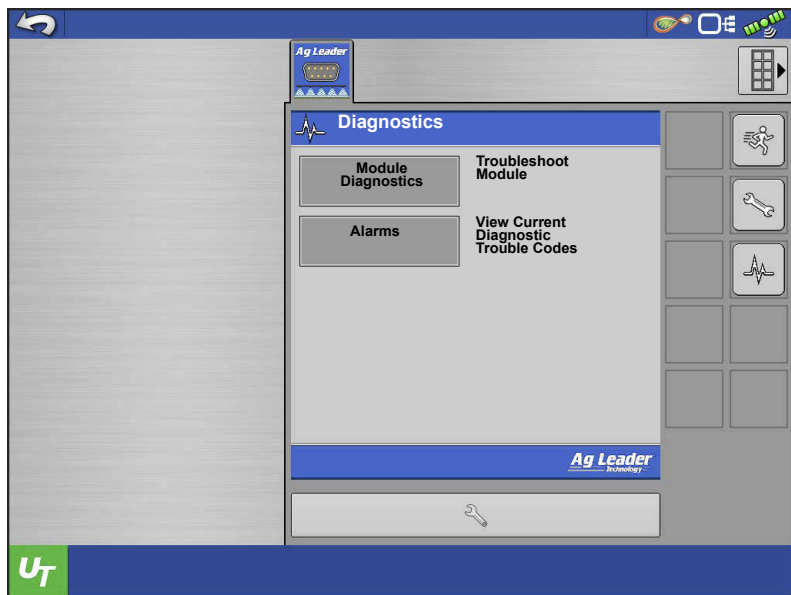 Ag Leader
Diagnostics
Module
Diagnostics
Troubleshoot
Module
Alarms
View Current
Diagnostic
Trouble Codes
Ag Leader
Technology
UT